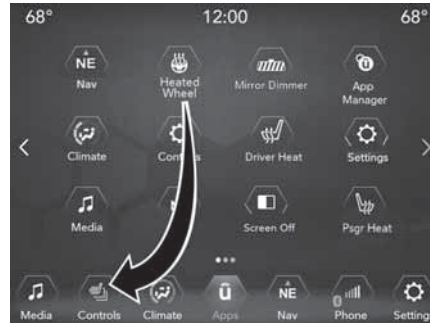 68° 12:00 68°
NE
Nav Heated Wheel Mirror Dimmer App Manager
Climate Driver Heat Settings
Media Screen Off Psgr Heat
û NE
Media Controls Climate Apps Nav Phone Setting